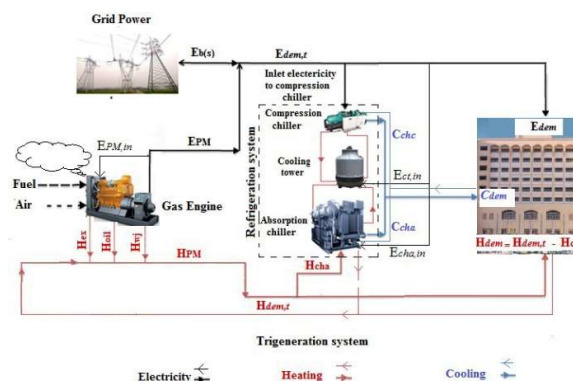 Grid Power
Eb(s)
Edem,t
Inlet electericity
to compression
chiller
Compression
chiller
Cchc
Edem
EPM,in
EPM
Refrigeration system
Cooling
tower
Ect,in
Cdem
Fuel
Air
Gas Engine
Absorption
chiller
Ccha
Hex
Hoil
Hwj
HPM
Hcha
Echa,in
Hdem = Hdem,t - Hc
Hdem,t
Trigeneration system
Electricity
Heating
Cooling